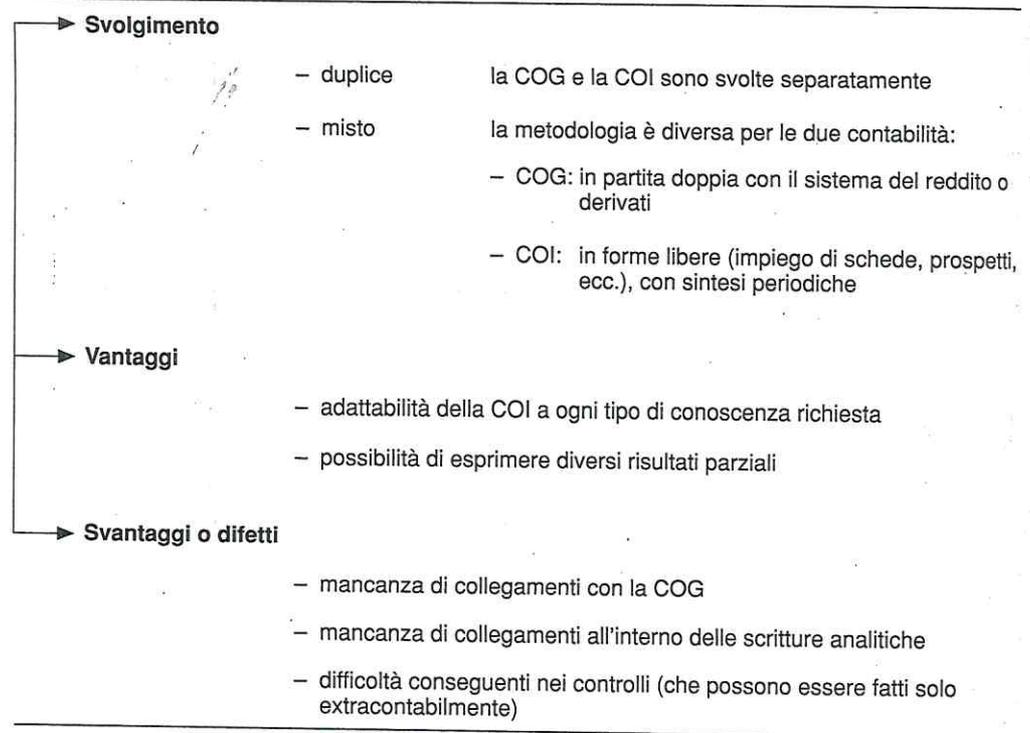 Svolgimento
– duplice la COG e la COI sono svolte separatamente
– misto la metodologia è diversa per le due contabilità:
– COG: in partita doppia con il sistema del reddito o
derivati
– COI: in forme libere (impiego di schede, prospetti,
ecc.), con sintesi periodiche
Vantaggi
– adattabilità della COI a ogni tipo di conoscenza richiesta
– possibilità di esprimere diversi risultati parziali
Svantaggi o difetti
– mancanza di collegamenti con la COG
– mancanza di collegamenti all'interno delle scritture analitiche
– difficoltà conseguenti nei controlli (che possono essere fatti solo
extracontabilmente)